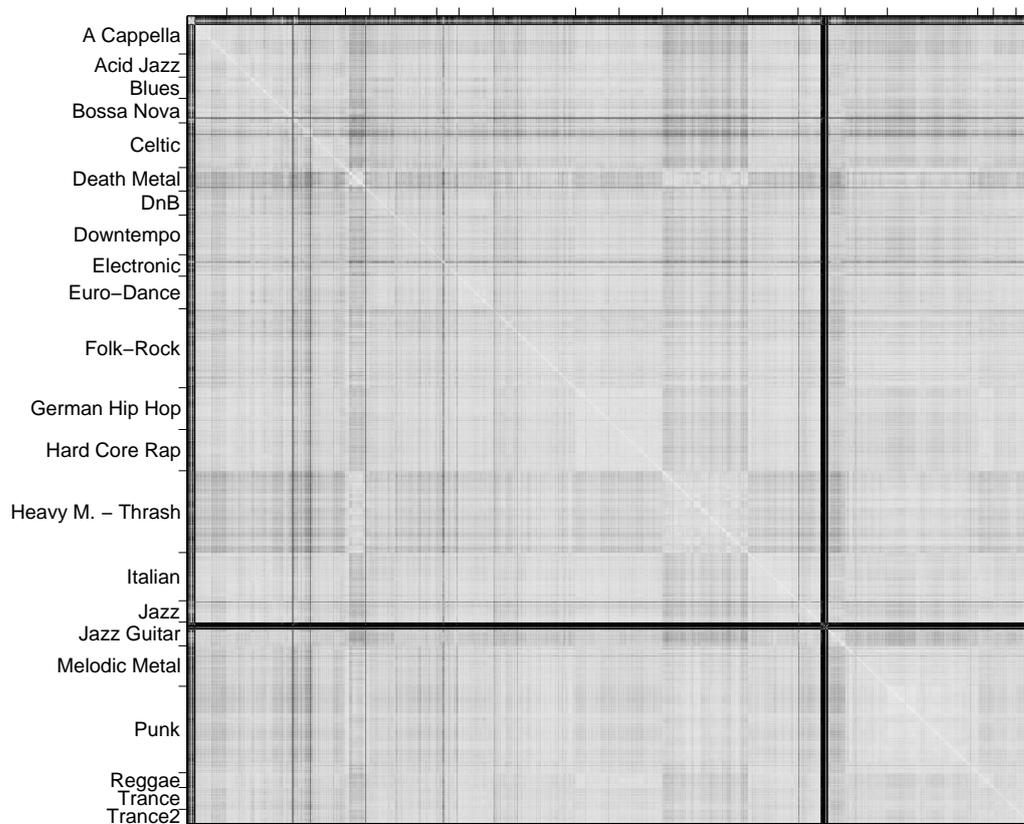 A Cappella
Acid Jazz
Blues
Bossa Nova
Celtic
Death Metal
DnB
Downtempo
Electronic
Euro−Dance
Folk−Rock
German Hip Hop
Hard Core Rap
Heavy M. − Thrash
Italian
Jazz
Jazz Guitar
Melodic Metal
Punk
Reggae
Trance
Trance2